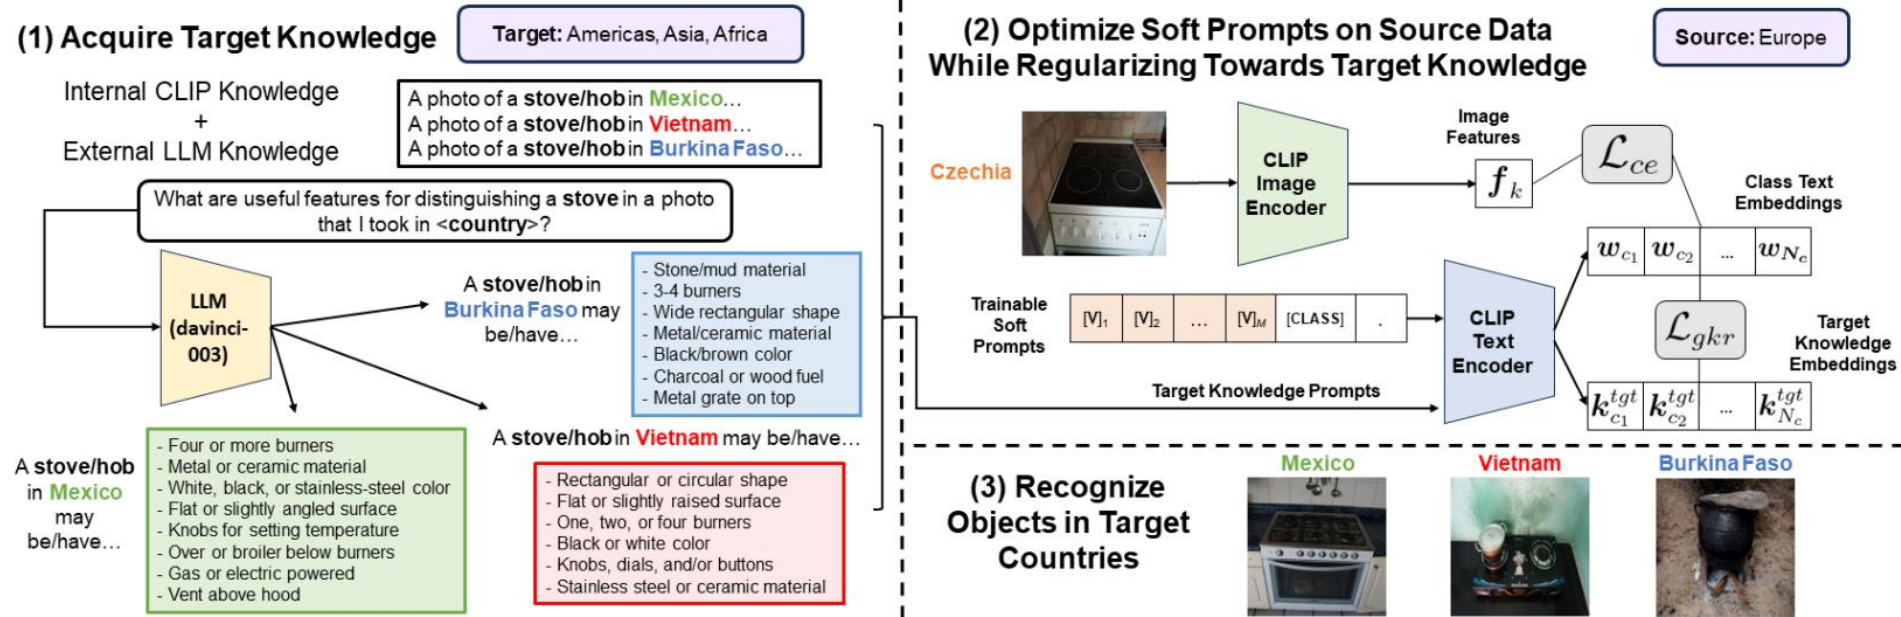 (1) Acquire Target Knowledge
Target: Americas, Asia, Africa
Internal CLIP Knowledge
+
External LLM Knowledge
A photo of a stove/hob in Mexico…
A photo of a stove/hob in Vietnam…
A photo of a stove/hob in Burkina Faso…
What are useful features for distinguishing a stove in a photo
that I took in <country>?
LLM
(davinci-
003)
A stove/hob in
Burkina Faso may
be/have…
- Stone/mud material
- 3-4 burners
- Wide rectangular shape
- Metal/ceramic material
- Black/brown color
- Charcoal or wood fuel
- Metal grate on top
A stove/hob
in Mexico
may
be/have…
- Four or more burners
- Metal or ceramic material
- White, black, or stainless-steel color
- Flat or slightly angled surface
- Knobs for setting temperature
- Over or broiler below burners
- Gas or electric powered
- Vent above hood
A stove/hob in Vietnam may be/have…
- Rectangular or circular shape
- Flat or slightly raised surface
- One, two, or four burners
- Black or white color
- Knobs, dials, and/or buttons
- Stainless steel or ceramic material
(2) Optimize Soft Prompts on Source Data
While Regularizing Towards Target Knowledge
Source: Europe
Czechia
CLIP
Image
Encoder
Image
Features
f_k
L_ce
Class Text
Embeddings
w_{c_1} w_{c_2} ... w_{N_c}
Trainable
Soft
Prompts
[V]1 [V]2 … [V]M [CLASS] .
CLIP
Text
Encoder
L_gkr
Target
Knowledge
Embeddings
Target Knowledge Prompts
k^{tgt}_{c_1} k^{tgt}_{c_2} ... k^{tgt}_{N_c}
(3) Recognize
Objects in Target
Countries
Mexico
Vietnam
Burkina Faso